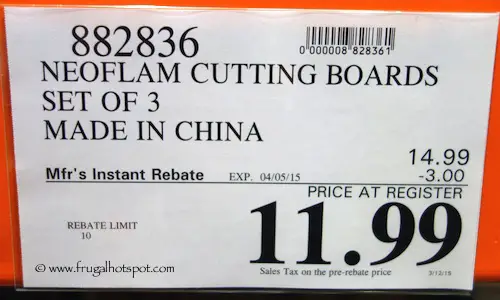 882836
0000008 828361
NEOFLAM CUTTING BOARDS
SET OF 3
MADE IN CHINA
14.99
Mfr's Instant Rebate EXP. 04/05/15 -3.00
PRICE AT REGISTER
REBATE LIMIT
10
11.99
Sales Tax on the pre-rebate price 3/12/15
© www.frugalhotspot.com